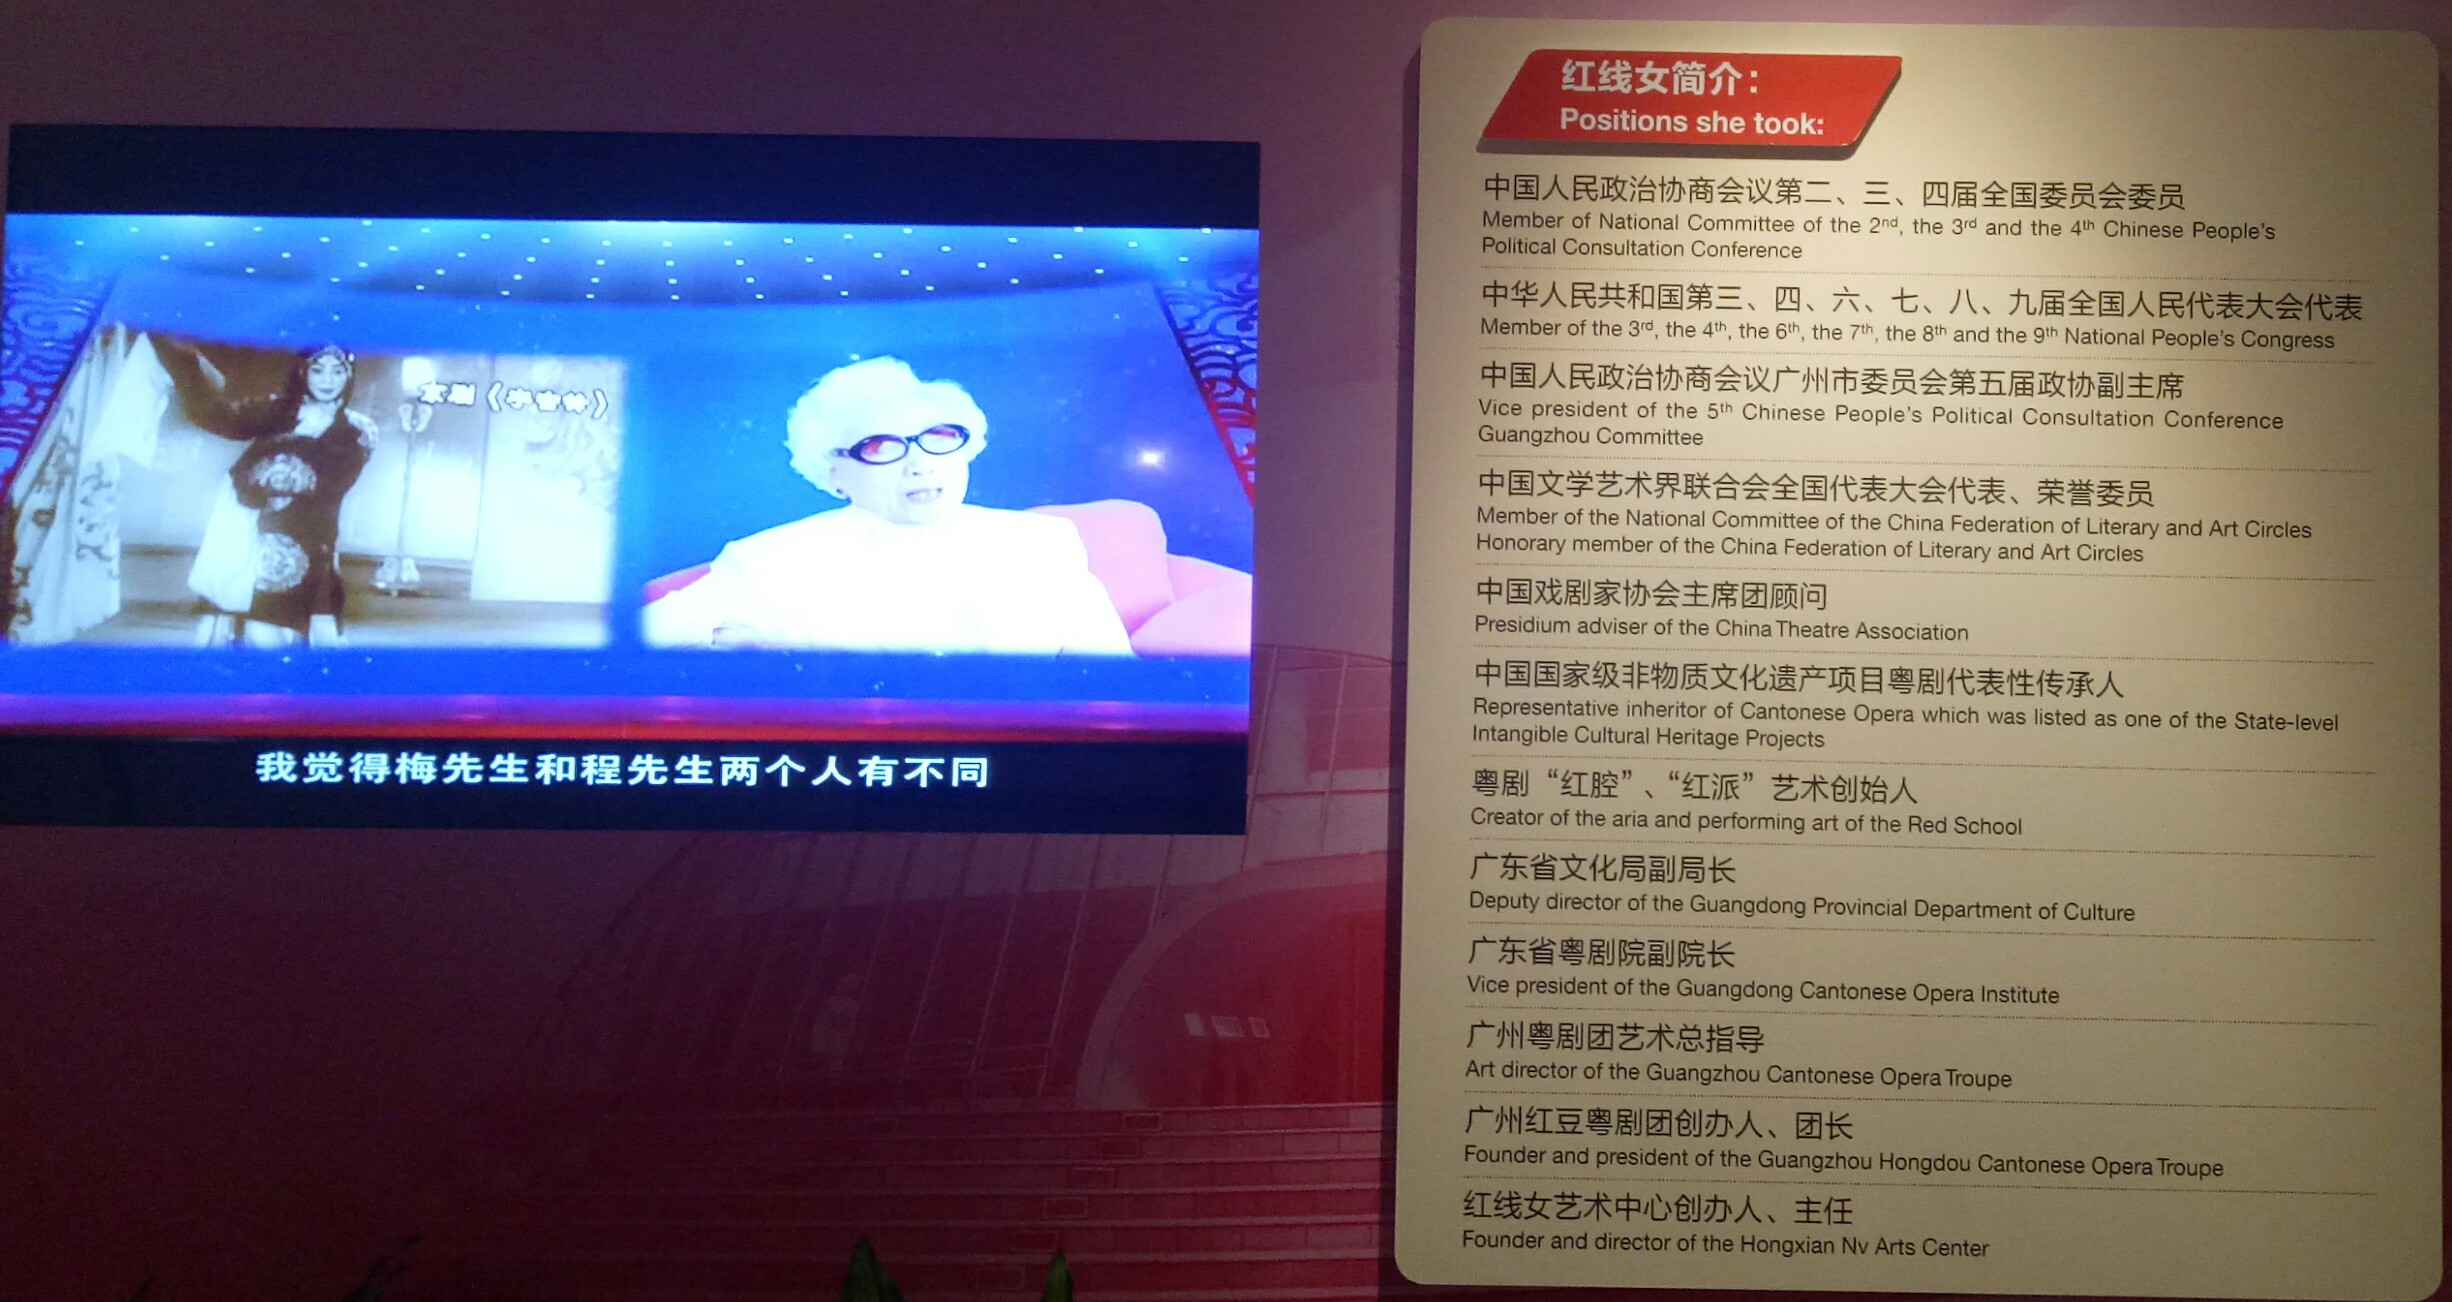 京剧《宇宙锋》
我觉得梅先生和程先生两个人有不同
红线女简介：
Positions she took:
中国人民政治协商会议第二、三、四届全国委员会委员
Member of National Committee of the 2nd, the 3rd and the 4th Chinese People's
Political Consultation Conference
中华人民共和国第三、四、六、七、八、九届全国人民代表大会代表
Member of the 3rd, the 4th, the 6th, the 7th, the 8th and the 9th National People's Congress
中国人民政治协商会议广州市委员会第五届政协副主席
Vice president of the 5th Chinese People's Political Consultation Conference
Guangzhou Committee
中国文学艺术界联合会全国代表大会代表、荣誉委员
Member of the National Committee of the China Federation of Literary and Art Circles
Honorary member of the China Federation of Literary and Art Circles
中国戏剧家协会主席团顾问
Presidium adviser of the China Theatre Association
中国国家级非物质文化遗产项目粤剧代表性传承人
Representative inheritor of Cantonese Opera which was listed as one of the State-level
Intangible Cultural Heritage Projects
粤剧“红腔”、“红派”艺术创始人
Creator of the aria and performing art of the Red School
广东省文化局副局长
Deputy director of the Guangdong Provincial Department of Culture
广东省粤剧院副院长
Vice president of the Guangdong Cantonese Opera Institute
广州粤剧团艺术总指导
Art director of the Guangzhou Cantonese Opera Troupe
广州红豆粤剧团创办人、团长
Founder and president of the Guangzhou Hongdou Cantonese Opera Troupe
红线女艺术中心创办人、主任
Founder and director of the Hongxian Nv Arts Center